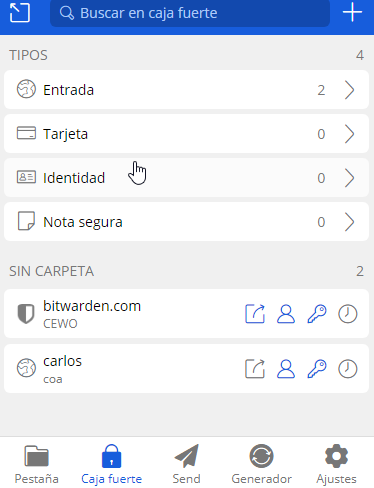 Buscar en caja fuerte
TIPOS 4
Entrada 2
Tarjeta 0
Identidad 0
Nota segura 0
SIN CARPETA 2
bitwarden.com
CEWO
carlos
coa
Pestaña Caja fuerte Send Generador Ajustes